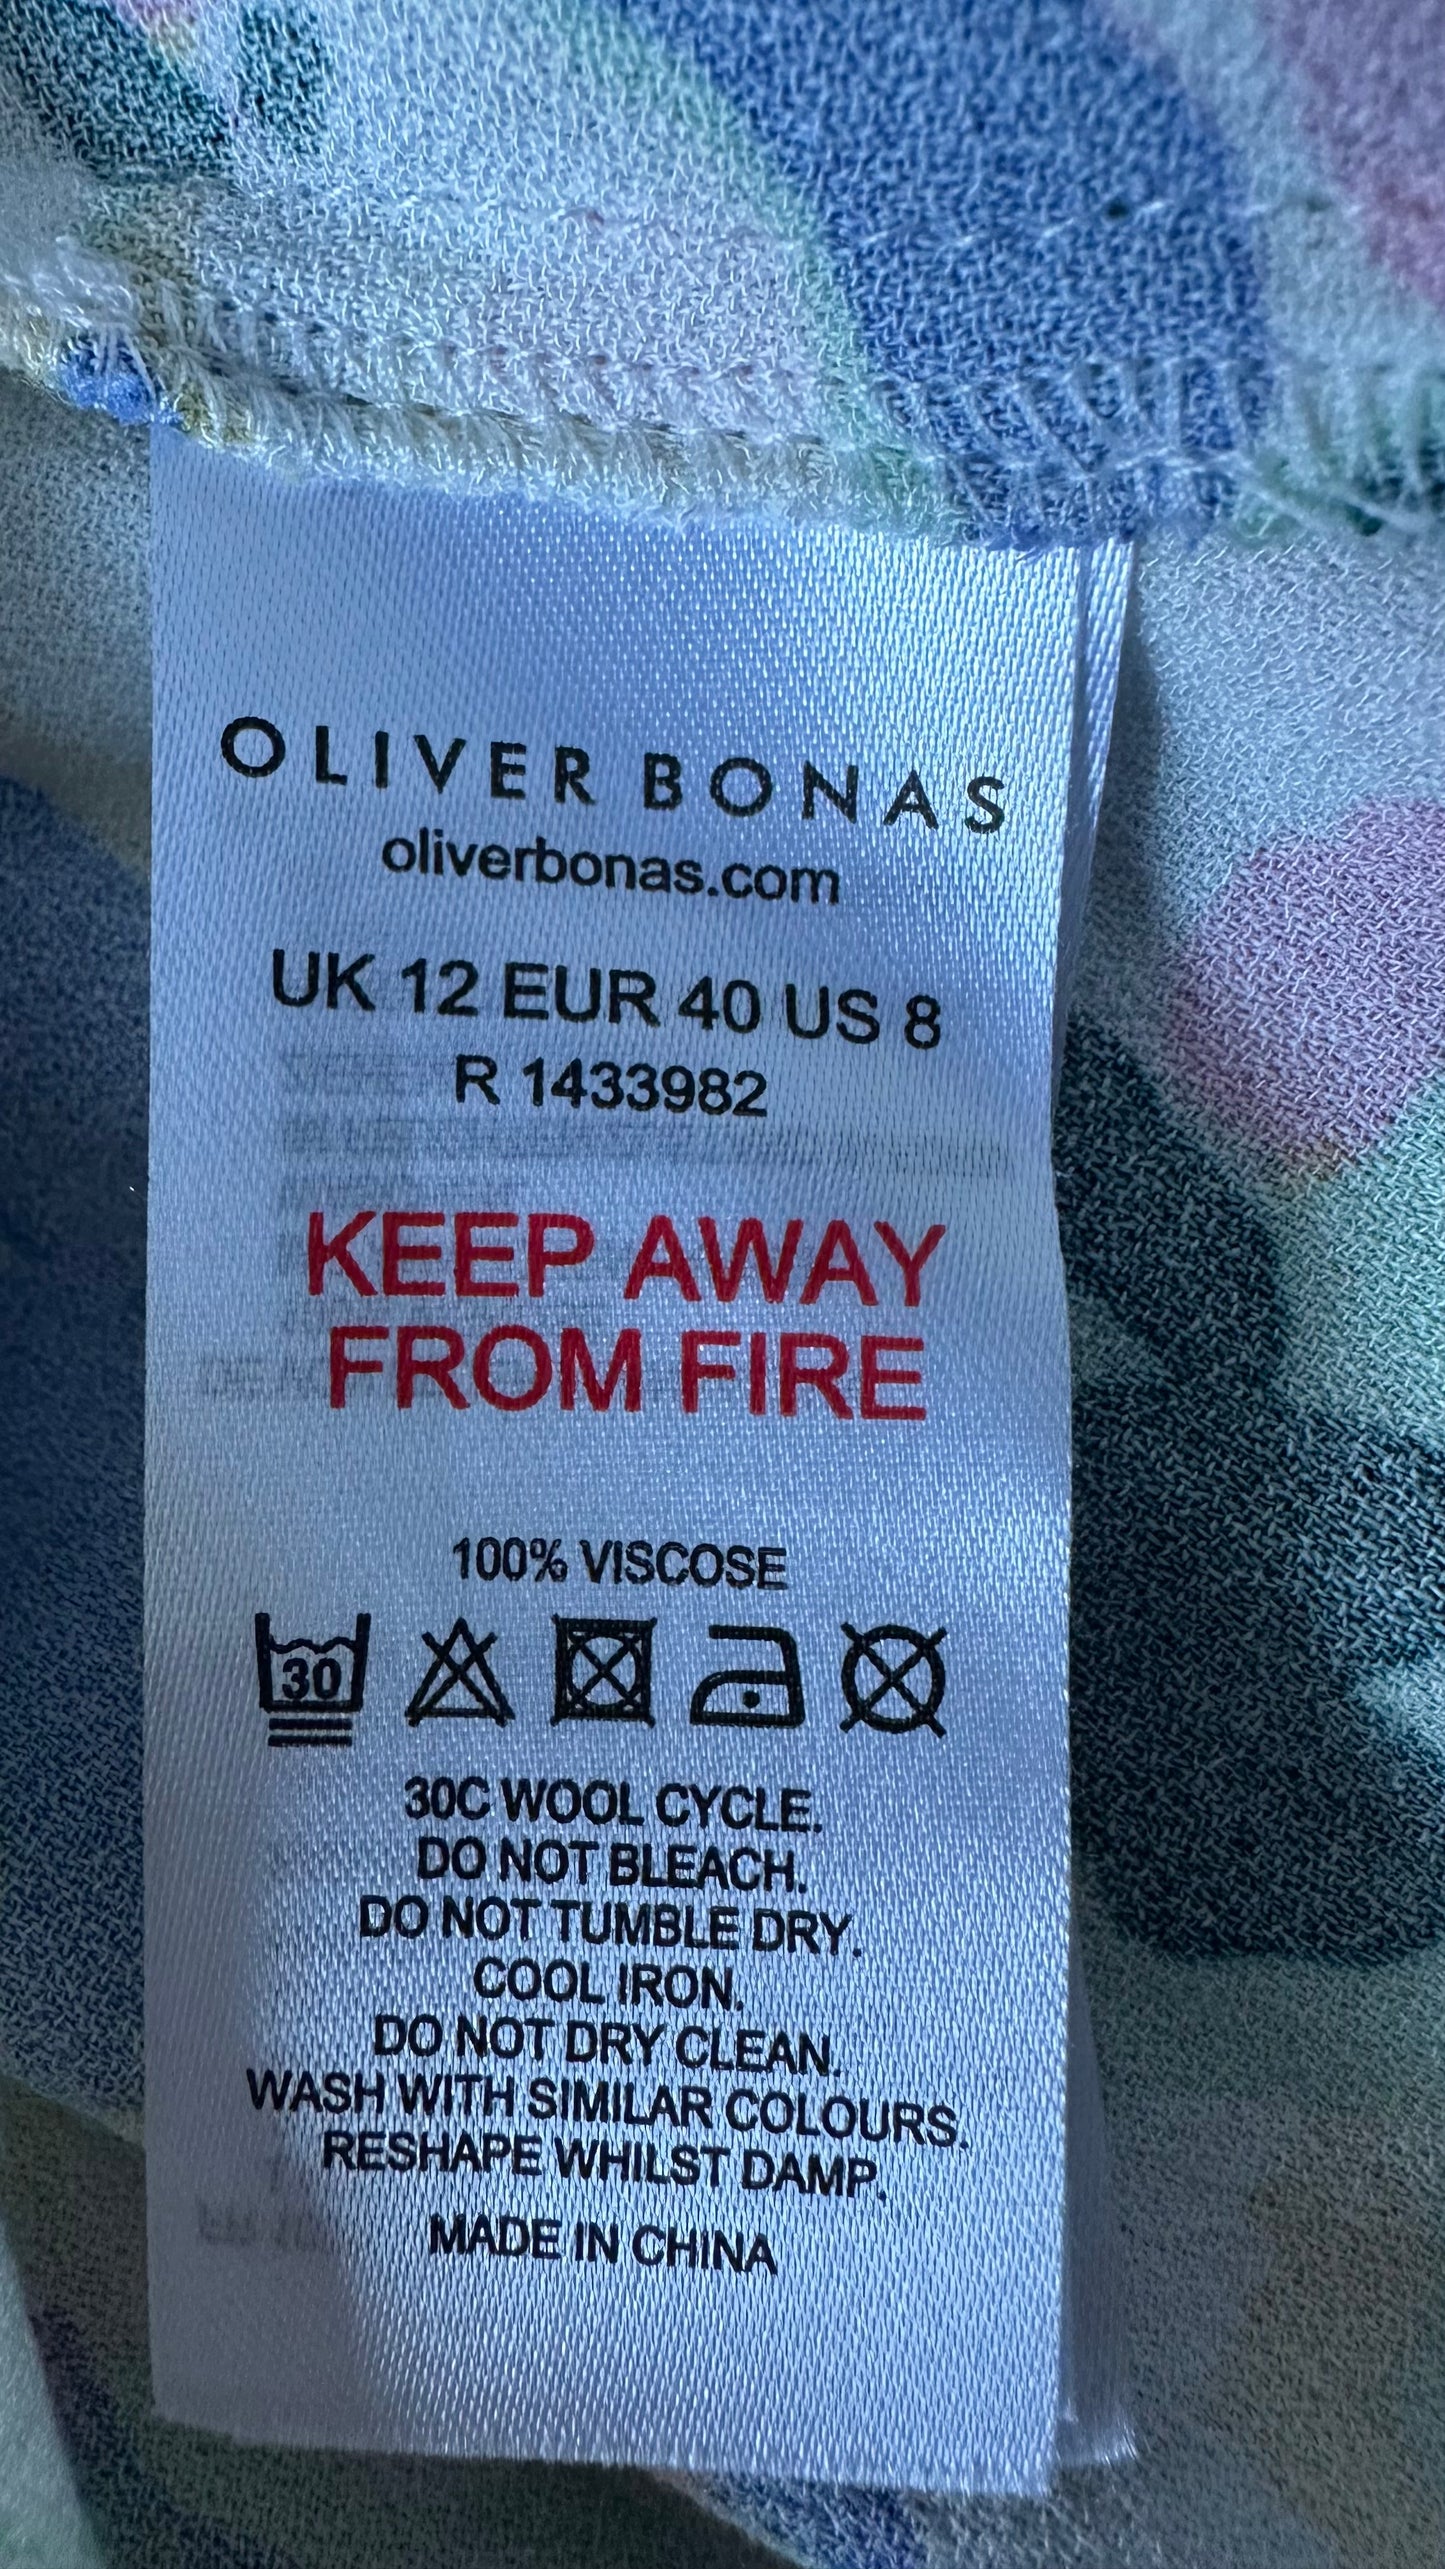 OLIVER BONAS
oliverbonas.com
UK 12 EUR 40 US 8
R 1433982
KEEP AWAY
FROM FIRE
100% VISCOSE
30
30C WOOL CYCLE.
DO NOT BLEACH.
DO NOT TUMBLE DRY.
COOL IRON.
DO NOT DRY CLEAN.
WASH WITH SIMILAR COLOURS.
RESHAPE WHILST DAMP.
MADE IN CHINA